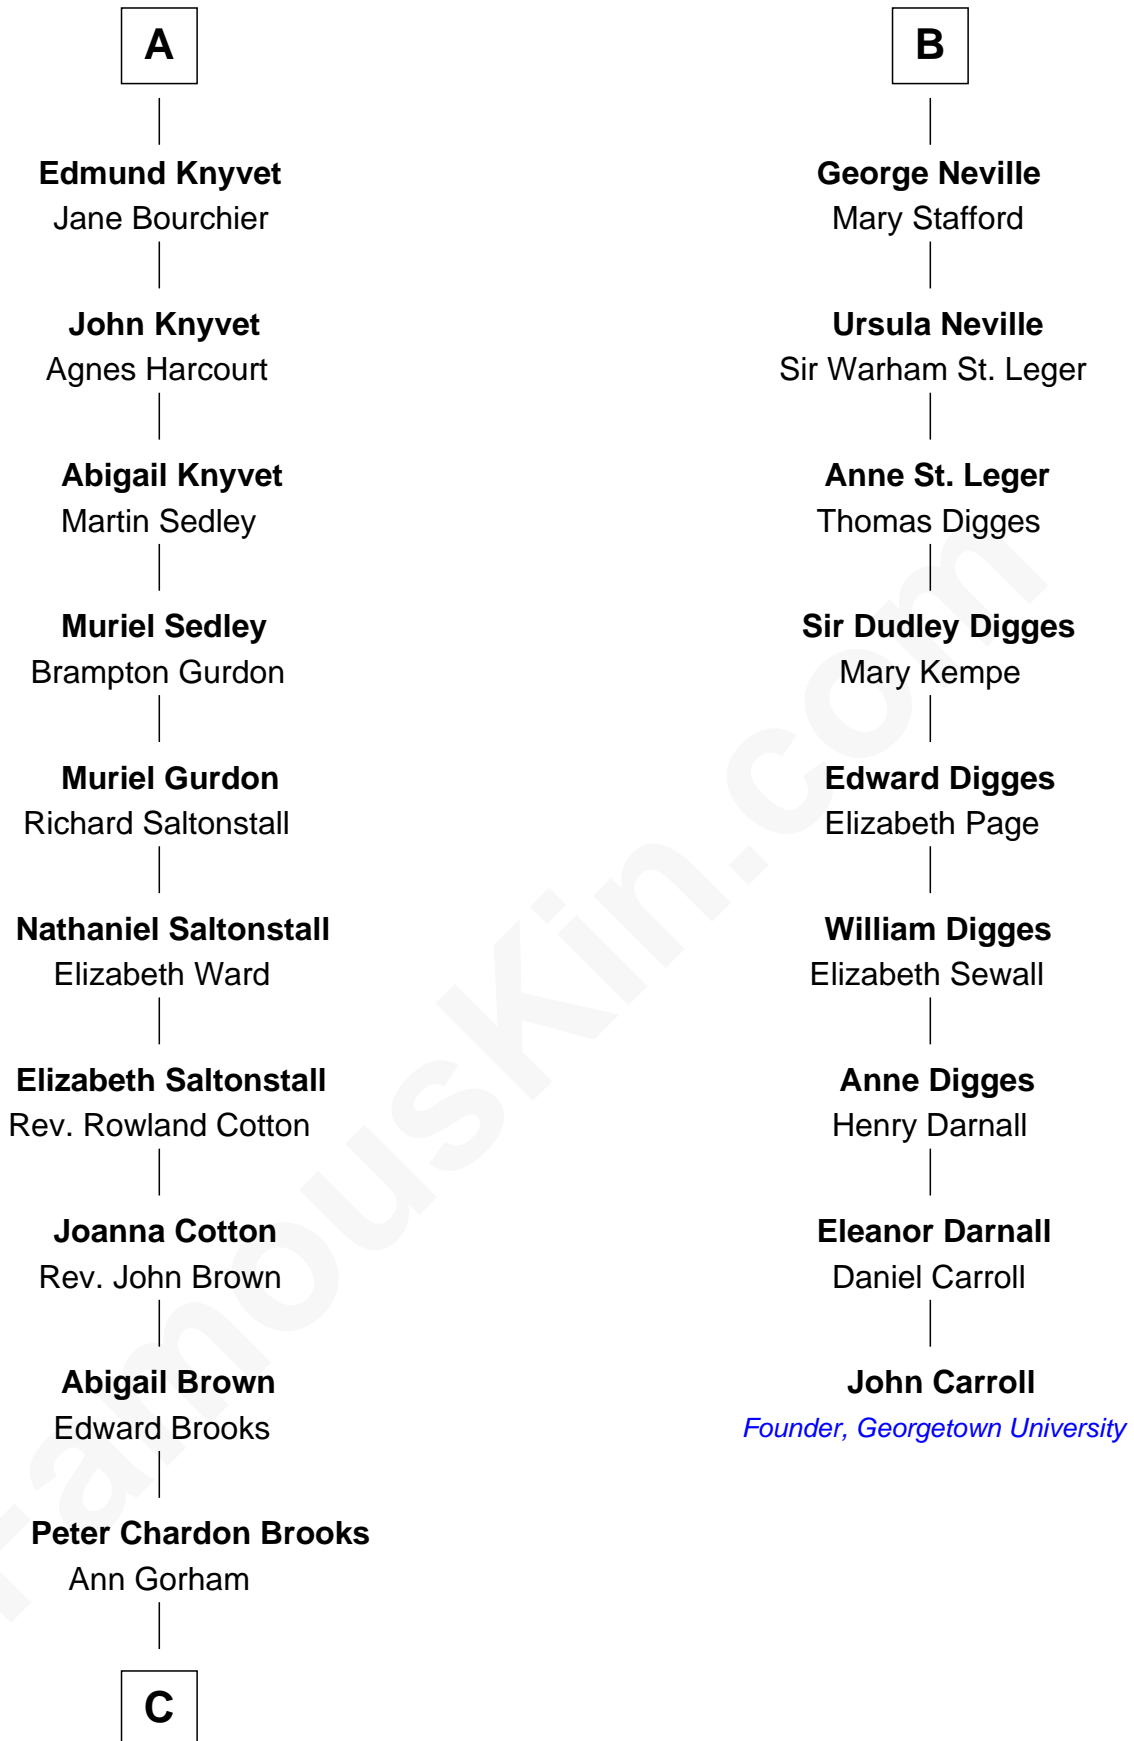 A
Edmund Knyvet
Jane Bourchier
John Knyvet
Agnes Harcourt
Abigail Knyvet
Martin Sedley
Muriel Sedley
Brampton Gurdon
Muriel Gurdon
Richard Saltonstall
Nathaniel Saltonstall
Elizabeth Ward
Elizabeth Saltonstall
Rev. Rowland Cotton
Joanna Cotton
Rev. John Brown
Abigail Brown
Edward Brooks
Peter Chardon Brooks
Ann Gorham
C
B
George Neville
Mary Stafford
Ursula Neville
Sir Warham St. Leger
Anne St. Leger
Thomas Digges
Sir Dudley Digges
Mary Kempe
Edward Digges
Elizabeth Page
William Digges
Elizabeth Sewall
Anne Digges
Henry Darnall
Eleanor Darnall
Daniel Carroll
John Carroll
Founder, Georgetown University
FamousKin.com